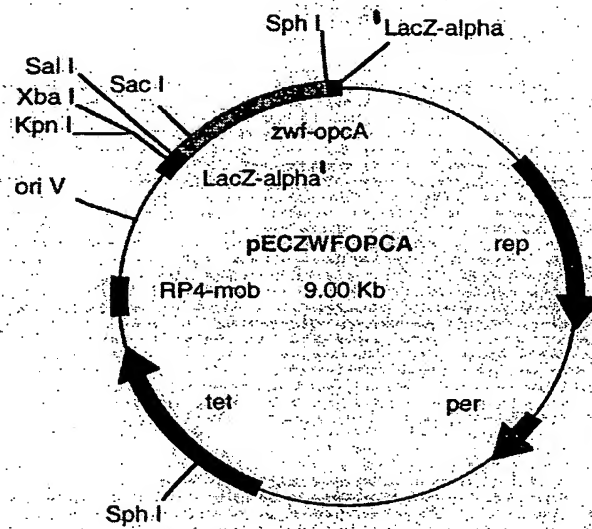 Sph I
'LacZ-alpha
Sal I
Sac I
Xba I
Kpn I
zwf-opcA
LacZ-alpha'
ori V
pECZWFOPCA
rep
RP4-mob
9.00 Kb
tet
per
Sph I